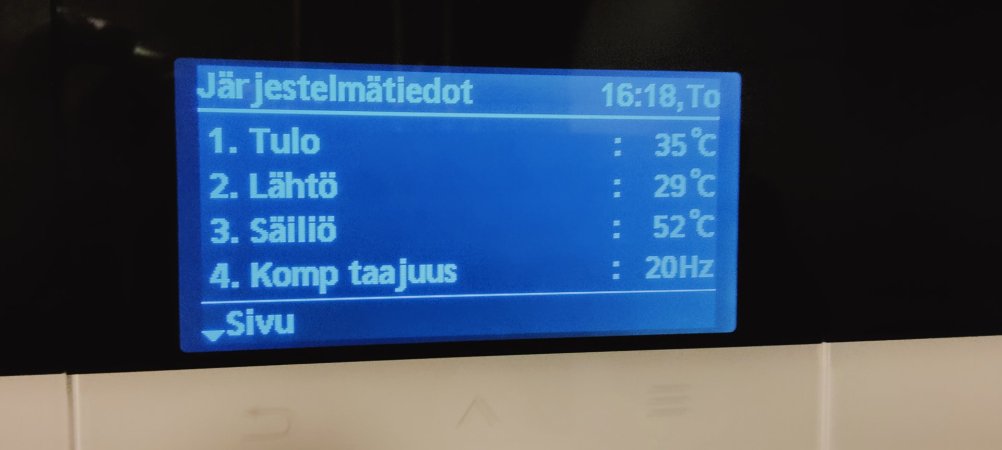 Järjestelmätiedot 16:18,To
1. Tulo : 35°C
2. Lähtö : 29°C
3. Säiliö : 52°C
4. Komp taajuus : 20Hz
Sivu